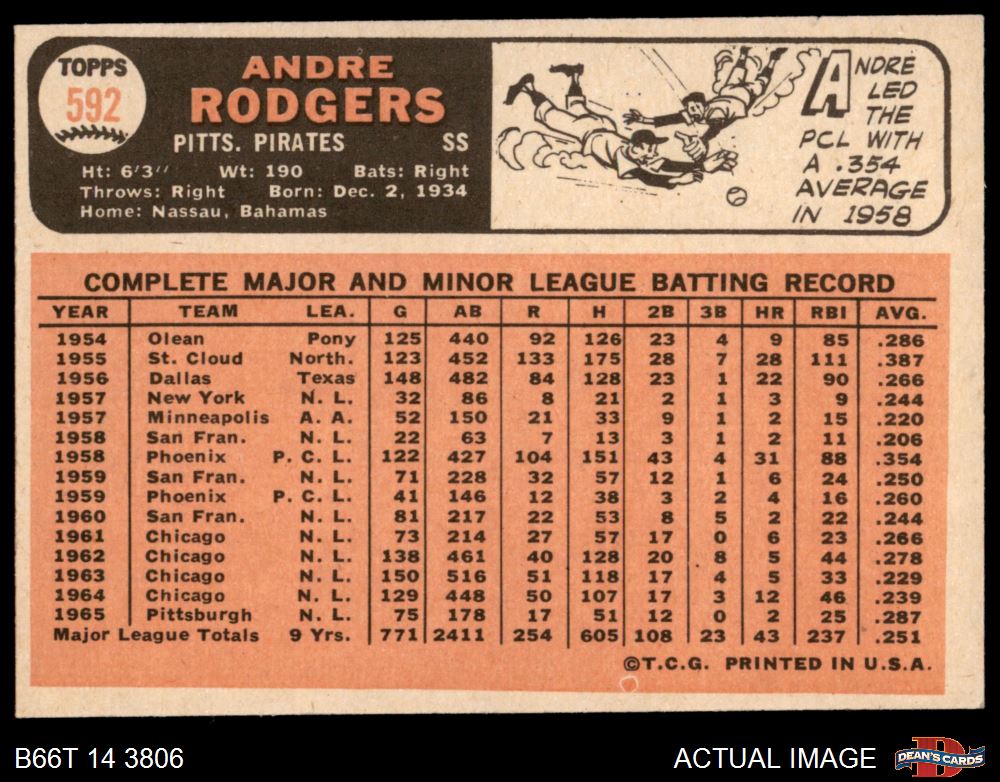 TOPPS
592
ANDRE
RODGERS
PITTS. PIRATES SS
Ht: 6'3" Wt: 190 Bats: Right
Throws: Right Born: Dec. 2, 1934
Home: Nassau, Bahamas
ANDRE
LED
THE
PCL WITH
A .354
AVERAGE
IN 1958
COMPLETE MAJOR AND MINOR LEAGUE BATTING RECORD
YEAR TEAM LEA. G AB R H 2B 3B HR RBI AVG.
1954 Olean Pony 125 440 92 126 23 4 9 85 .286
1955 St. Cloud North. 123 452 133 175 28 7 28 111 .387
1956 Dallas Texas 148 482 84 128 23 1 22 90 .266
1957 New York N. L. 32 86 8 21 2 1 3 9 .244
1957 Minneapolis A. A. 52 150 21 33 9 1 2 15 .220
1958 San Fran. N. L. 22 63 7 13 3 1 2 11 .206
1958 Phoenix P. C. L. 122 427 104 151 43 4 31 88 .354
1959 San Fran. N. L. 71 228 32 57 12 1 6 24 .250
1959 Phoenix P. C. L. 41 146 12 38 3 2 4 16 .260
1960 San Fran. N. L. 81 217 22 53 8 5 2 22 .244
1961 Chicago N. L. 73 214 27 57 17 0 6 23 .266
1962 Chicago N. L. 138 461 40 128 20 8 5 44 .278
1963 Chicago N. L. 150 516 51 118 17 4 5 33 .229
1964 Chicago N. L. 129 448 50 107 17 3 12 46 .239
1965 Pittsburgh N. L. 75 178 17 51 12 0 2 25 .287
Major League Totals 9 Yrs. 771 2411 254 605 108 23 43 237 .251
©T.C.G. PRINTED IN U.S.A.
B66T 14 3806 ACTUAL IMAGE DEAN'S CARDS